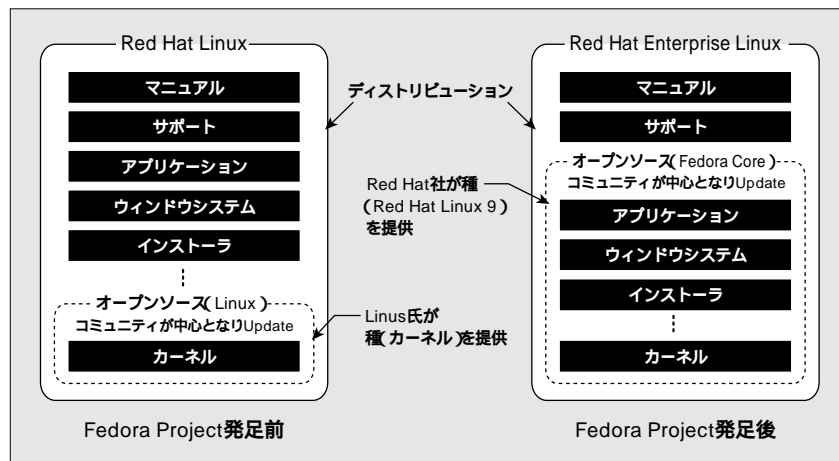 Red Hat Linux
マニュアル
サポート
アプリケーション
ウィンドウシステム
インストーラ
オープンソース(Linux)
コミュニティが中心となりUpdate
カーネル
Fedora Project発足前
ディストリビューション
Red Hat社が種
(Red Hat Linux 9)
を提供
Linus氏が
種(カーネル)を提供
Red Hat Enterprise Linux
マニュアル
サポート
オープンソース(Fedora Core)
コミュニティが中心となりUpdate
アプリケーション
ウィンドウシステム
インストーラ
カーネル
Fedora Project発足後